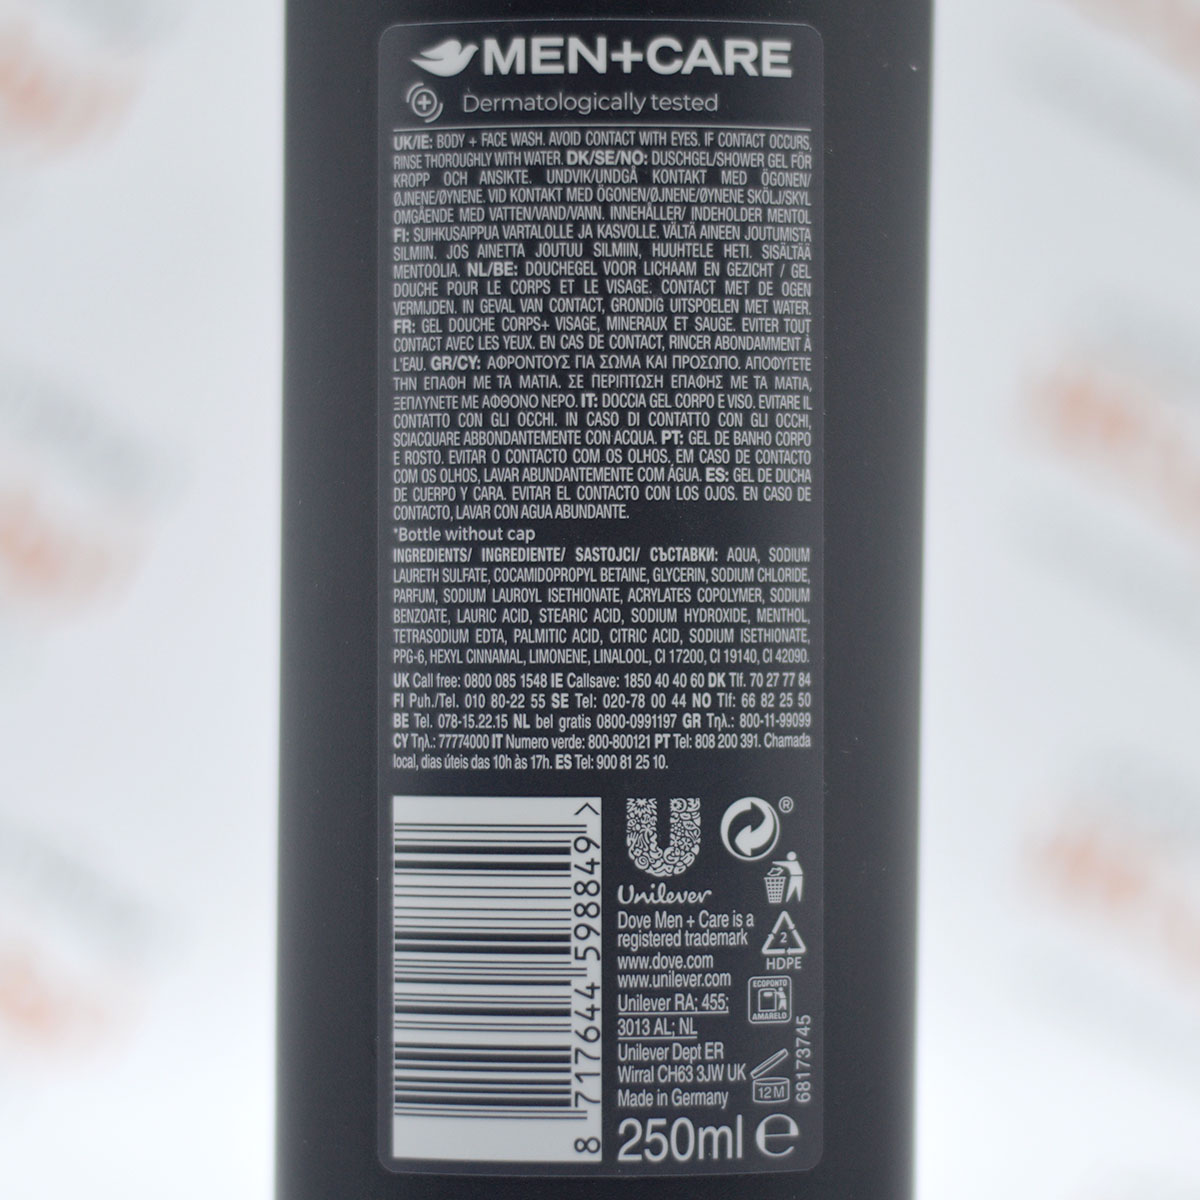 MEN+CARE
Dermatologically tested
UK/IE: BODY + FACE WASH. AVOID CONTACT WITH EYES. IF CONTACT OCCURS,
RINSE THOROUGHLY WITH WATER. DK/SE/NO: DUSCHGEL/SHOWER GEL FÖR
KROPP OCH ANSIKTE. UNDVIK/UNDGÅ KONTAKT MED ÖGONEN/
ØJNENE/ØYNENE. VID KONTAKT MED ÖGONEN/ØJNENE/ØYNENE SKÖLJ/SKYL
OMGÅENDE MED VATTEN/VAND/VANN. INNEHÅLLER/ INDEHOLDER MENTOL
FI: SUIHKUSAIPPUA VARTALOLLE JA KASVOLLE. VÄLTÄ AINEEN JOUTUMISTA
SILMIIN. JOS AINETTA JOUTUU SILMIIN, HUUHTELE HETI. SISÄLTÄÄ
MENTOOLIA. NL/BE: DOUCHEGEL VOOR LICHAAM EN GEZICHT / GEL
DOUCHE POUR LE CORPS ET LE VISAGE. CONTACT MET DE OGEN
VERMIJDEN. IN GEVAL VAN CONTACT, GRONDIG UITSPOELEN MET WATER.
FR: GEL DOUCHE CORPS+ VISAGE, MINERAUX ET SAUGE. EVITER TOUT
CONTACT AVEC LES YEUX. EN CAS DE CONTACT, RINCER ABONDAMMENT À
L'EAU. GR/CY: ΑΦΡΟΝΤΟΥΣ ΓΙΑ ΣΩΜΑ ΚΑΙ ΠΡΟΣΩΠΟ. ΑΠΟΦΥΓΕΤΕ
ΤΗΝ ΕΠΑΦΗ ΜΕ ΤΑ ΜΑΤΙΑ. ΣΕ ΠΕΡΙΠΤΩΣΗ ΕΠΑΦΗΣ ΜΕ ΤΑ ΜΑΤΙΑ,
ΞΕΠΛΥΝΕΤΕ ΜΕ ΑΦΘΟΝΟ ΝΕΡΟ. IT: DOCCIA GEL CORPO E VISO. EVITARE IL
CONTATTO CON GLI OCCHI. IN CASO DI CONTATTO CON GLI OCCHI,
SCIACQUARE ABBONDANTEMENTE CON ACQUA. PT: GEL DE BANHO CORPO
E ROSTO. EVITAR O CONTACTO COM OS OLHOS. EM CASO DE CONTACTO
COM OS OLHOS, LAVAR ABUNDANTEMENTE COM ÁGUA. ES: GEL DE DUCHA
DE CUERPO Y CARA. EVITAR EL CONTACTO CON LOS OJOS. EN CASO DE
CONTACTO, LAVAR CON AGUA ABUNDANTE.
*Bottle without cap
INGREDIENTS/ INGREDIENTE/ SASTOJCI/ СЪСТАВКИ: AQUA, SODIUM
LAURETH SULFATE, COCAMIDOPROPYL BETAINE, GLYCERIN, SODIUM CHLORIDE,
PARFUM, SODIUM LAUROYL ISETHIONATE, ACRYLATES COPOLYMER, SODIUM
BENZOATE, LAURIC ACID, STEARIC ACID, SODIUM HYDROXIDE, MENTHOL,
TETRASODIUM EDTA, PALMITIC ACID, CITRIC ACID, SODIUM ISETHIONATE,
PPG-6, HEXYL CINNAMAL, LIMONENE, LINALOOL, CI 17200, CI 19140, CI 42090.
UK Call free: 0800 085 1548 IE Callsave: 1850 40 40 60 DK Tlf. 70 27 77 84
FI Puh./Tel. 010 80-22 55 SE Tel: 020-78 00 44 NO Tlf: 66 82 25 50
BE Tel. 078-15.22.15 NL bel gratis 0800-0991197 GR Τηλ.: 800-11-99099
CY Τηλ.: 77774000 IT Numero verde: 800-800121 PT Tel: 808 200 391. Chamada
local, dias úteis das 10h às 17h. ES Tel: 900 81 25 10.
8 717644 598849 >
®
Unilever
Dove Men + Care is a
registered trademark
www.dove.com
www.unilever.com
Unilever RA; 455;
3013 AL; NL
Unilever Dept ER
Wirral CH63 3JW UK
Made in Germany
250ml e
2
HDPE
ECOPONTO
AMARELO
12M
68173745